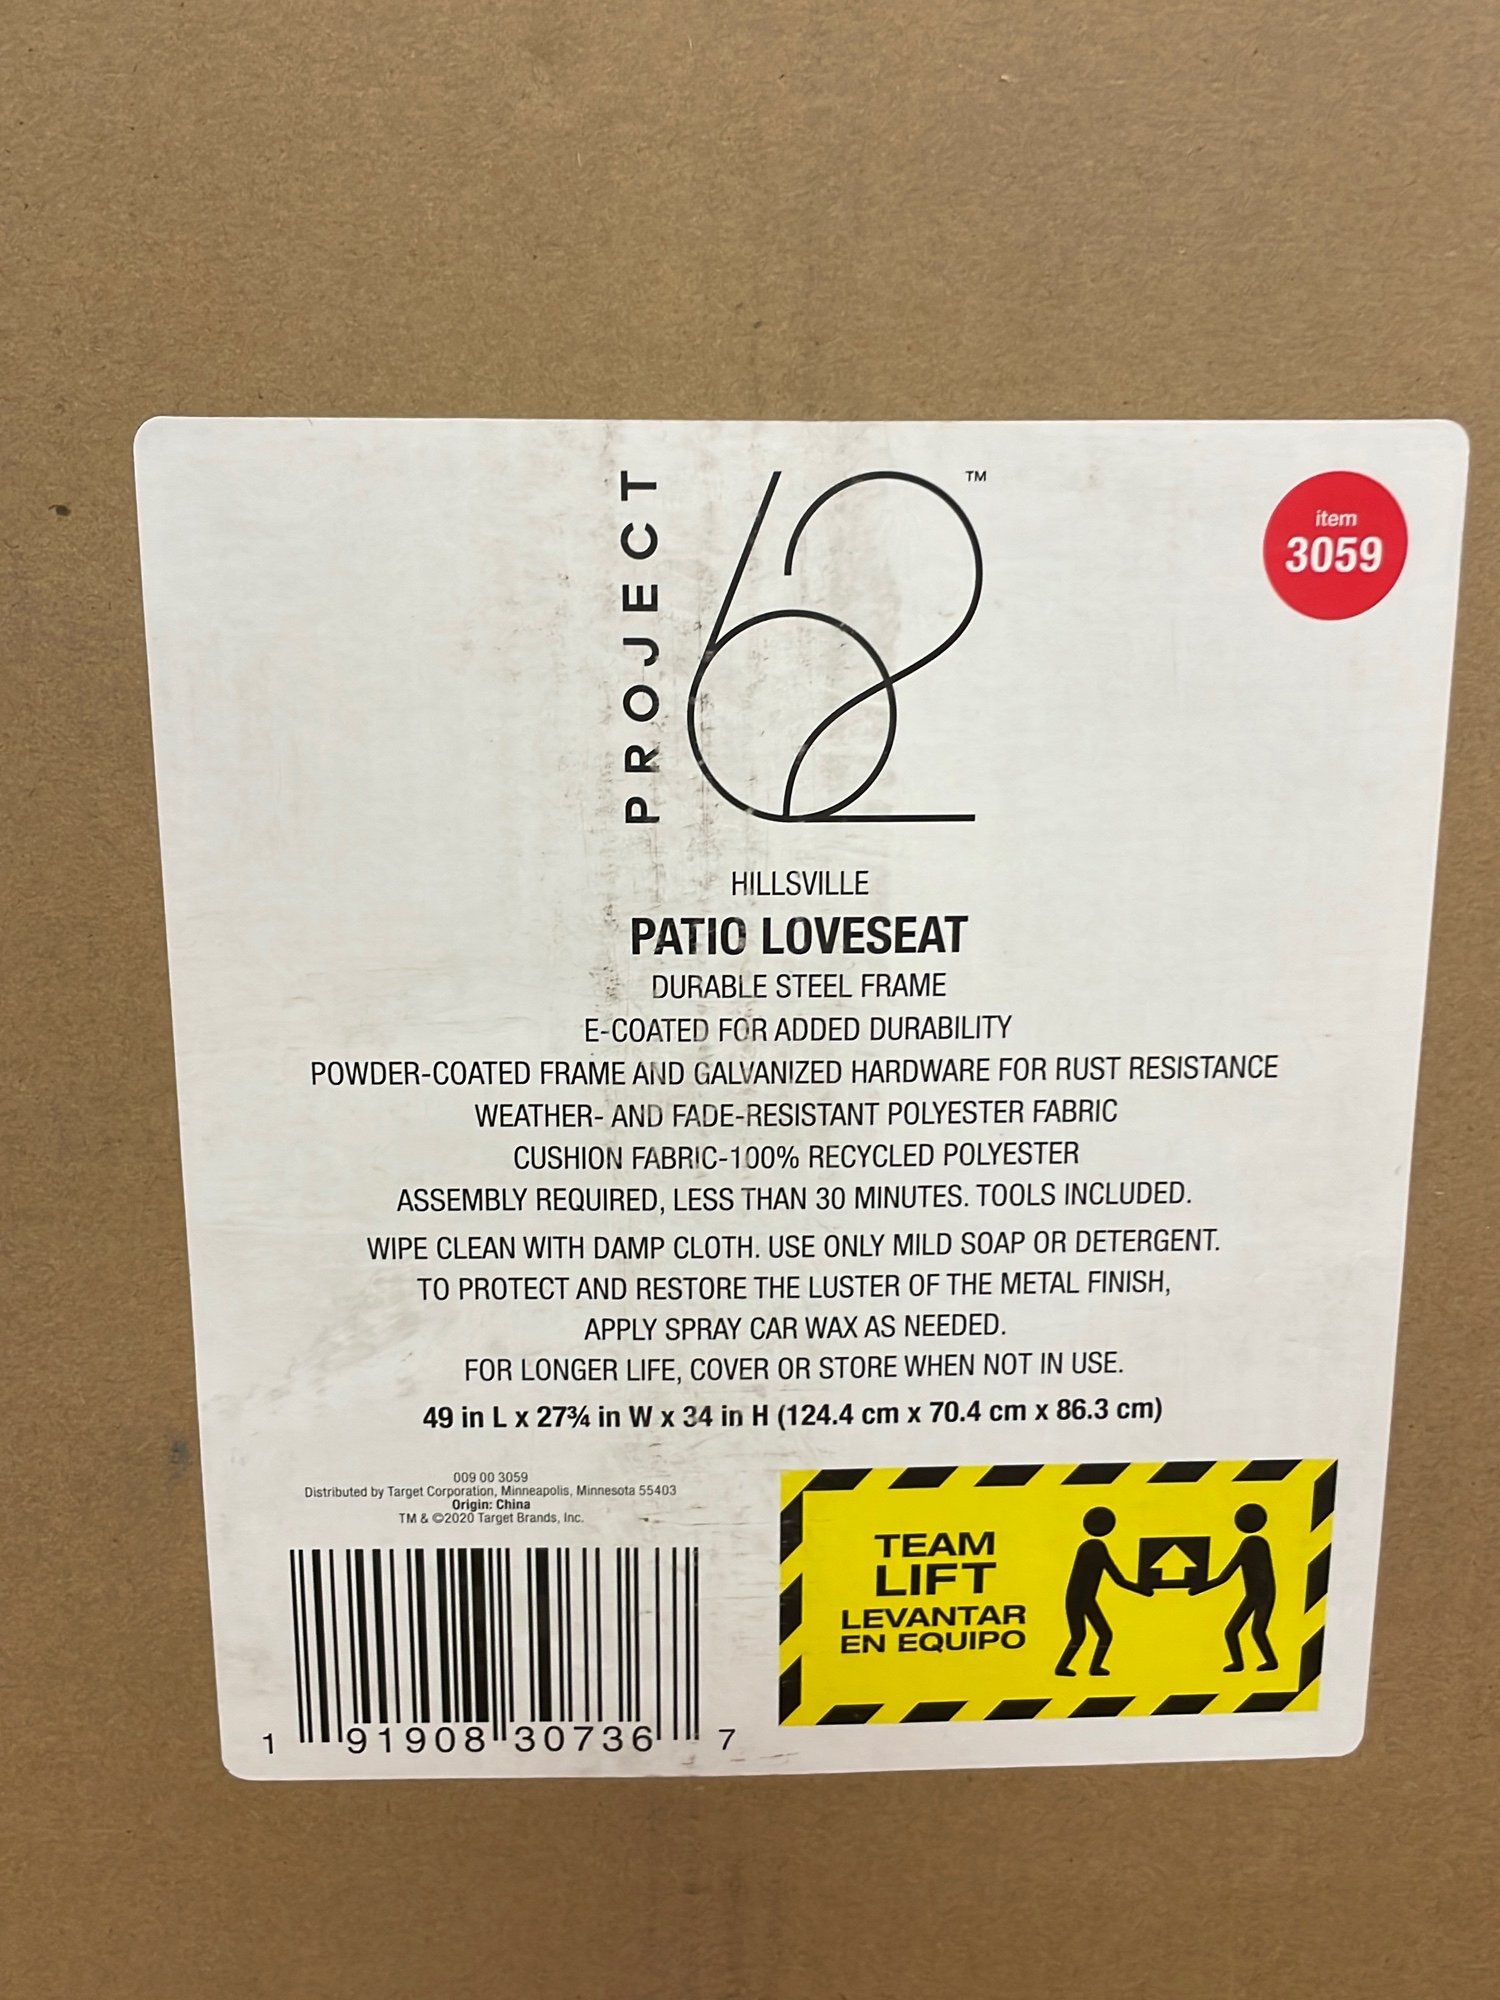 PROJECT
62 ™
item
3059
HILLSVILLE
PATIO LOVESEAT
DURABLE STEEL FRAME
E-COATED FOR ADDED DURABILITY
POWDER-COATED FRAME AND GALVANIZED HARDWARE FOR RUST RESISTANCE
WEATHER- AND FADE-RESISTANT POLYESTER FABRIC
CUSHION FABRIC-100% RECYCLED POLYESTER
ASSEMBLY REQUIRED, LESS THAN 30 MINUTES. TOOLS INCLUDED.
WIPE CLEAN WITH DAMP CLOTH. USE ONLY MILD SOAP OR DETERGENT.
TO PROTECT AND RESTORE THE LUSTER OF THE METAL FINISH,
APPLY SPRAY CAR WAX AS NEEDED.
FOR LONGER LIFE, COVER OR STORE WHEN NOT IN USE.
49 in L x 27¾ in W x 34 in H (124.4 cm x 70.4 cm x 86.3 cm)
009 00 3059
Distributed by Target Corporation, Minneapolis, Minnesota 55403
Origin: China
TM & ©2020 Target Brands, Inc.
1 91908 30736 7
TEAM
LIFT
LEVANTAR
EN EQUIPO